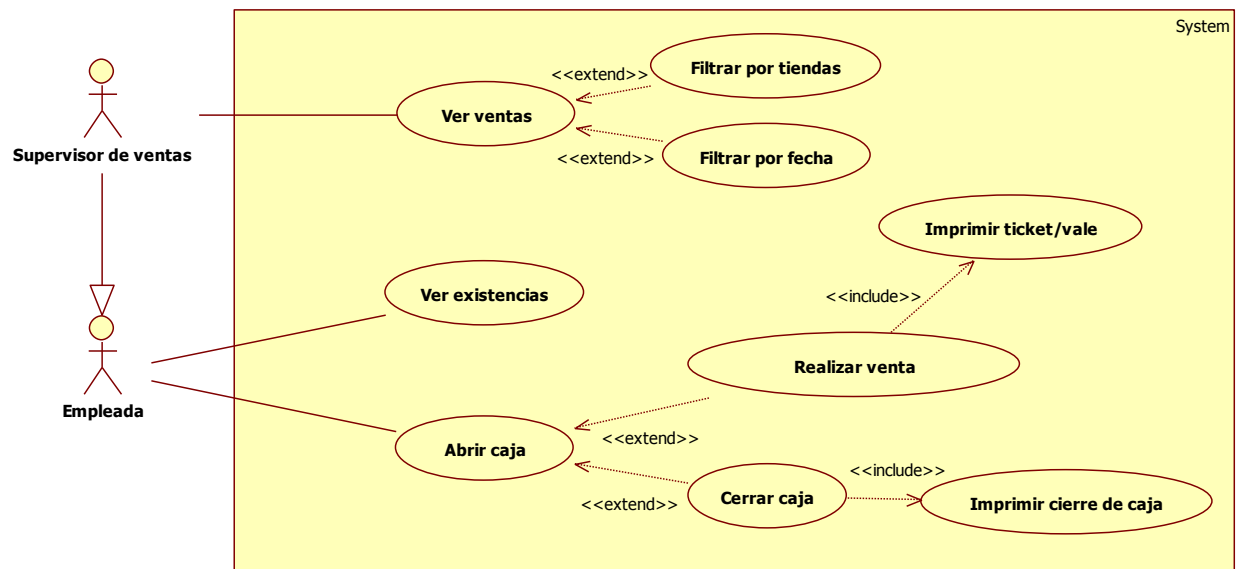 System
Filtrar por tiendas
<<extend>>
Ver ventas
Supervisor de ventas
<<extend>>
Filtrar por fecha
Imprimir ticket/vale
Ver existencias
<<include>>
Realizar venta
Empleada
Abrir caja
<<extend>>
<<include>>
Cerrar caja
<<extend>>
Imprimir cierre de caja